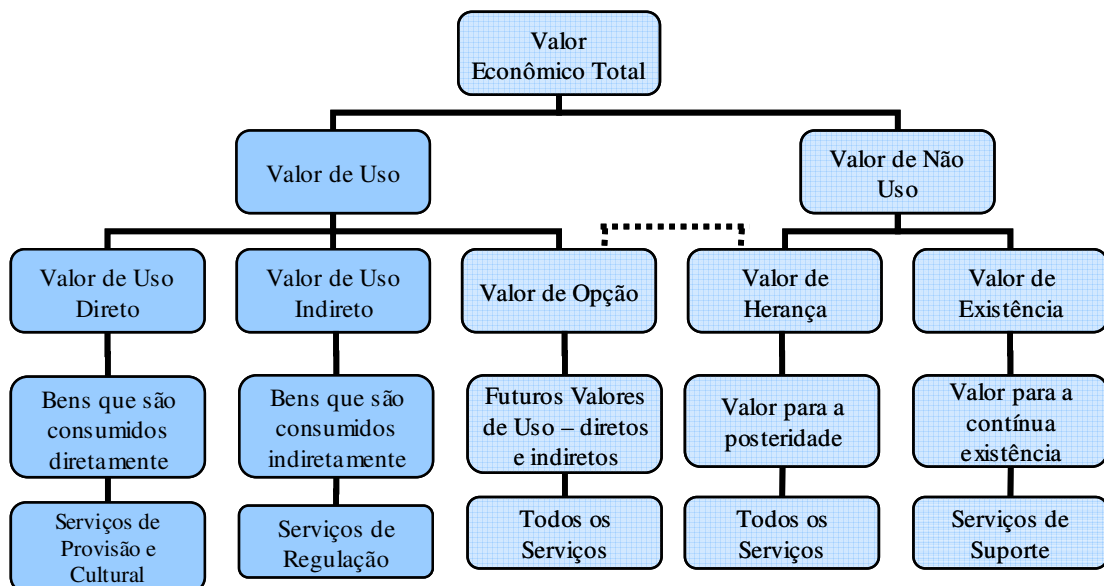 Valor
Econômico Total
Valor de Uso
Valor de Não
Uso
Valor de Uso
Direto
Valor de Uso
Indireto
Valor de Opção
Valor de
Herança
Valor de
Existência
Bens que são
consumidos
diretamente
Bens que são
consumidos
indiretamente
Futuros Valores
de Uso – diretos
e indiretos
Valor para a
posteridade
Valor para a
contínua
existência
Serviços de
Provisão e
Cultural
Serviços de
Regulação
Todos os
Serviços
Todos os
Serviços
Serviços de
Suporte